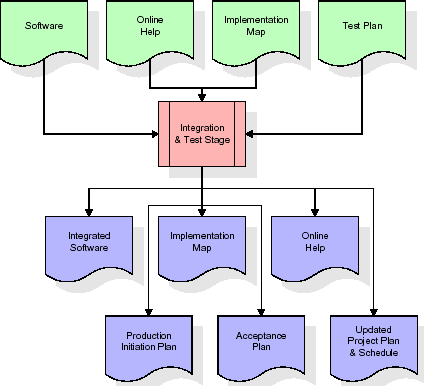 Software
Online
Help
Implementation
Map
Test Plan
Integration
& Test Stage
Integrated
Software
Implementation
Map
Online
Help
Production
Initiation Plan
Acceptance
Plan
Updated
Project Plan
& Schedule